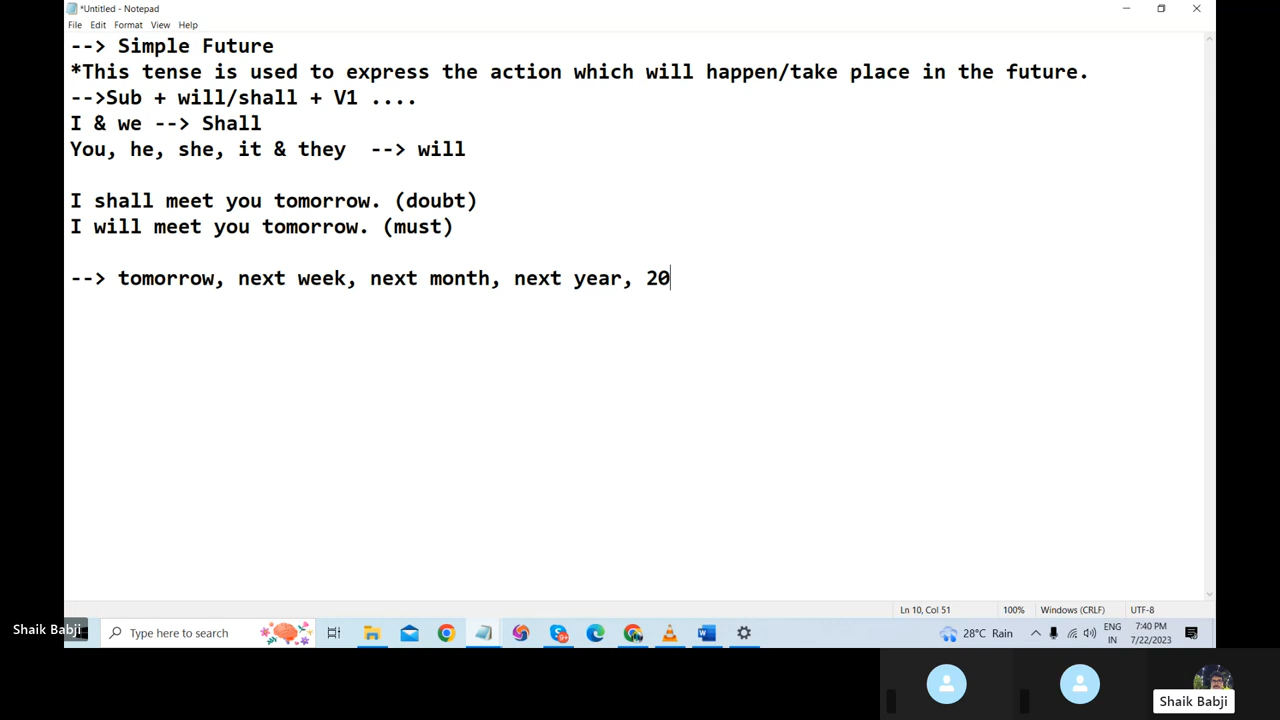 *Untitled - Notepad
File Edit Format View Help
--> Simple Future
*This tense is used to express the action which will happen/take place in the future.
-->Sub + will/shall + V1 ....
I & we --> Shall
You, he, she, it & they --> will
I shall meet you tomorrow. (doubt)
I will meet you tomorrow. (must)
--> tomorrow, next week, next month, next year, 20
Ln 10, Col 51 100% Windows (CRLF) UTF-8
Shaik Babji
Type here to search
28°C Rain
ENG
IN
7:40 PM
7/22/2023
Shaik Babji